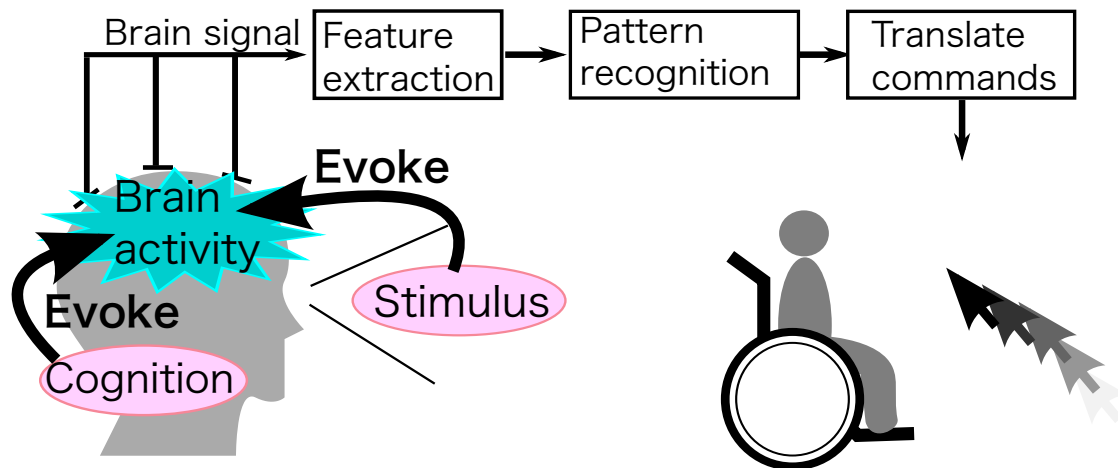 Brain signal
Feature
extraction
Pattern
recognition
Translate
commands
Evoke
Brain
activity
Stimulus
Evoke
Cognition